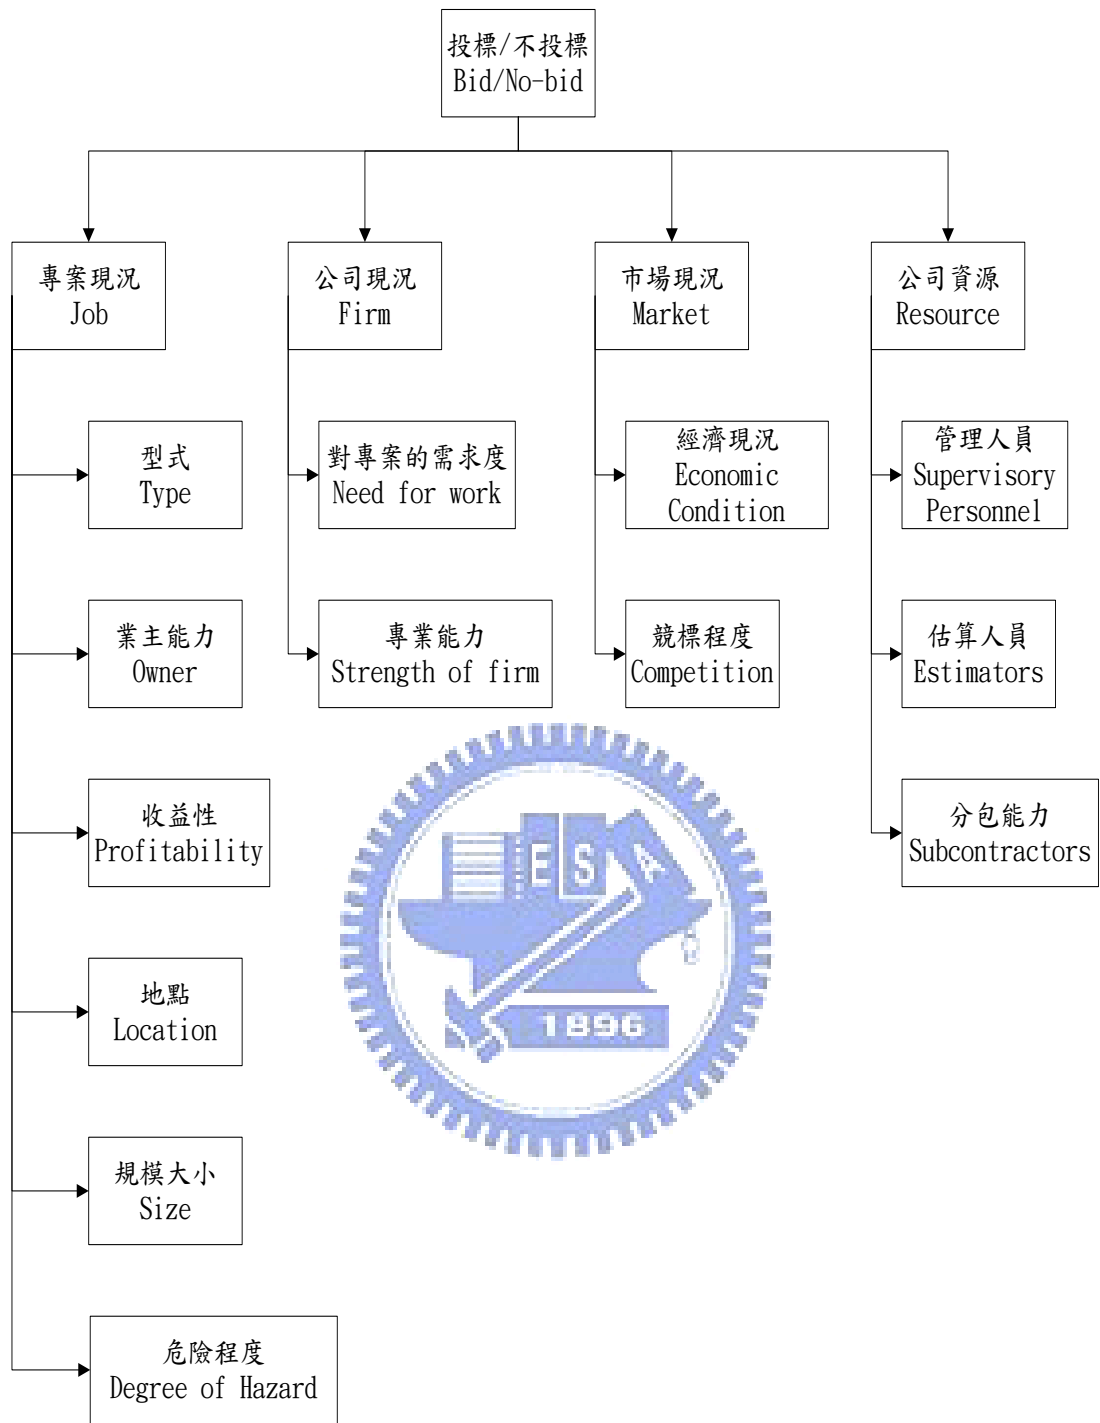 投標/不投標
Bid/No-bid
專案現況
Job
公司現況
Firm
市場現況
Market
公司資源
Resource
型式
Type
業主能力
Owner
收益性
Profitability
地點
Location
規模大小
Size
危險程度
Degree of Hazard
對專案的需求度
Need for work
專業能力
Strength of firm
經濟現況
Economic
Condition
競標程度
Competition
管理人員
Supervisory
Personnel
估算人員
Estimators
分包能力
Subcontractors
E S A
1896